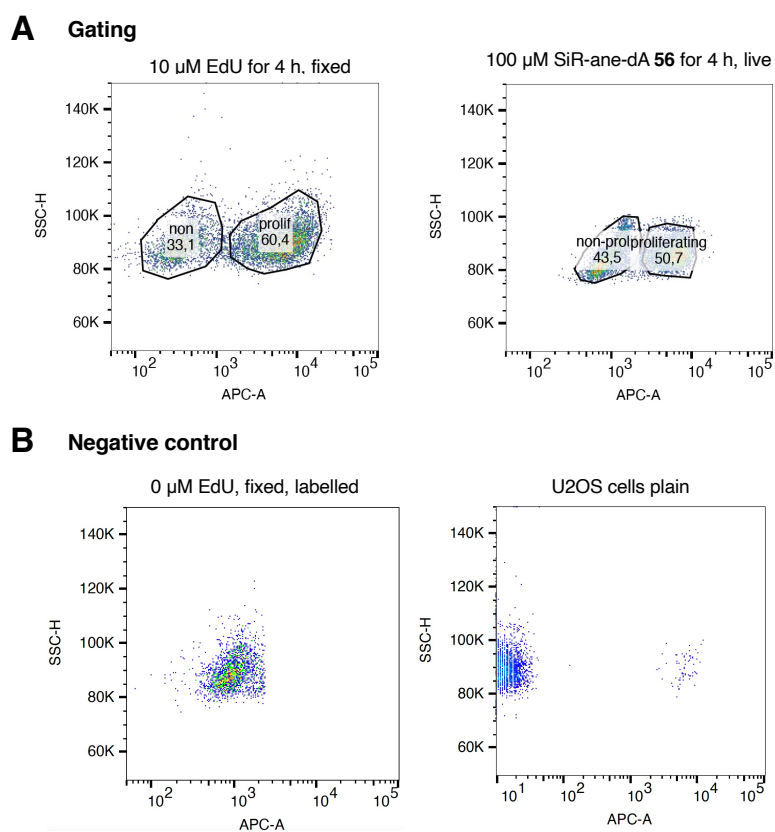 A Gating
10 µM EdU for 4 h, fixed
140K
120K
100K
80K
60K
SSC-H
non
33,1
prolif
60,4
10² 10³ 10⁴ 10⁵
APC-A
100 µM SiR-ane-dA 56 for 4 h, live
140K
120K
100K
80K
60K
SSC-H
non-prolif
43,5
proliferating
50,7
10² 10³ 10⁴ 10⁵
APC-A
B Negative control
0 µM EdU, fixed, labelled
140K
120K
100K
80K
60K
SSC-H
10² 10³ 10⁴ 10⁵
APC-A
U2OS cells plain
140K
120K
100K
80K
60K
SSC-H
10¹ 10² 10³ 10⁴ 10⁵
APC-A